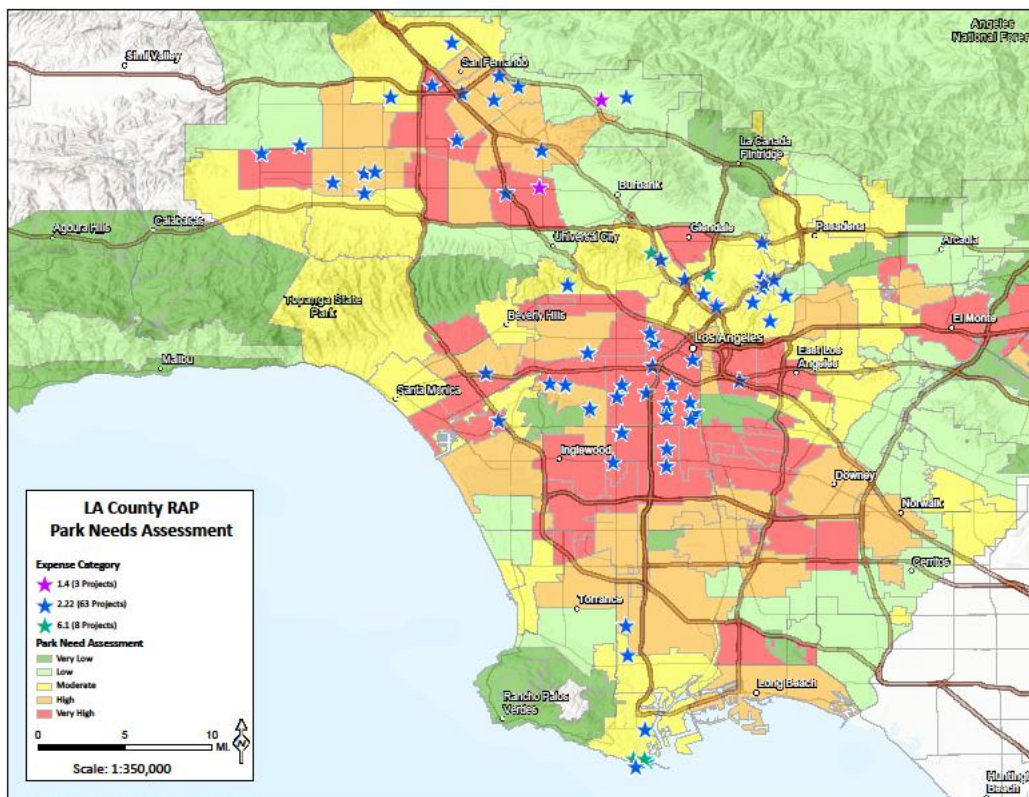 Angeles
National Fores
Simi Valley
San Fernando
La Canada
Flintridge
Burbank
Agoura Hills
Calabasas
Universal City
Glendale
Pasadena
Arcadia
Topanga State
Park
Beverly Hills
El Monte
Los Angeles
East Los
Angeles
Malibu
Santa Monica
Inglewood
Downey
Norwalk
Cerritos
Torrance
Long Beach
Rancho Palos
Verdes
Huntingt
Beach
LA County RAP
Park Needs Assessment
Expense Category
1.4 (3 Projects)
2.22 (63 Projects)
6.1 (8 Projects)
Park Need Assessment
Very Low
Low
Moderate
High
Very High
0 5 10
MI.
N
Scale: 1:350,000